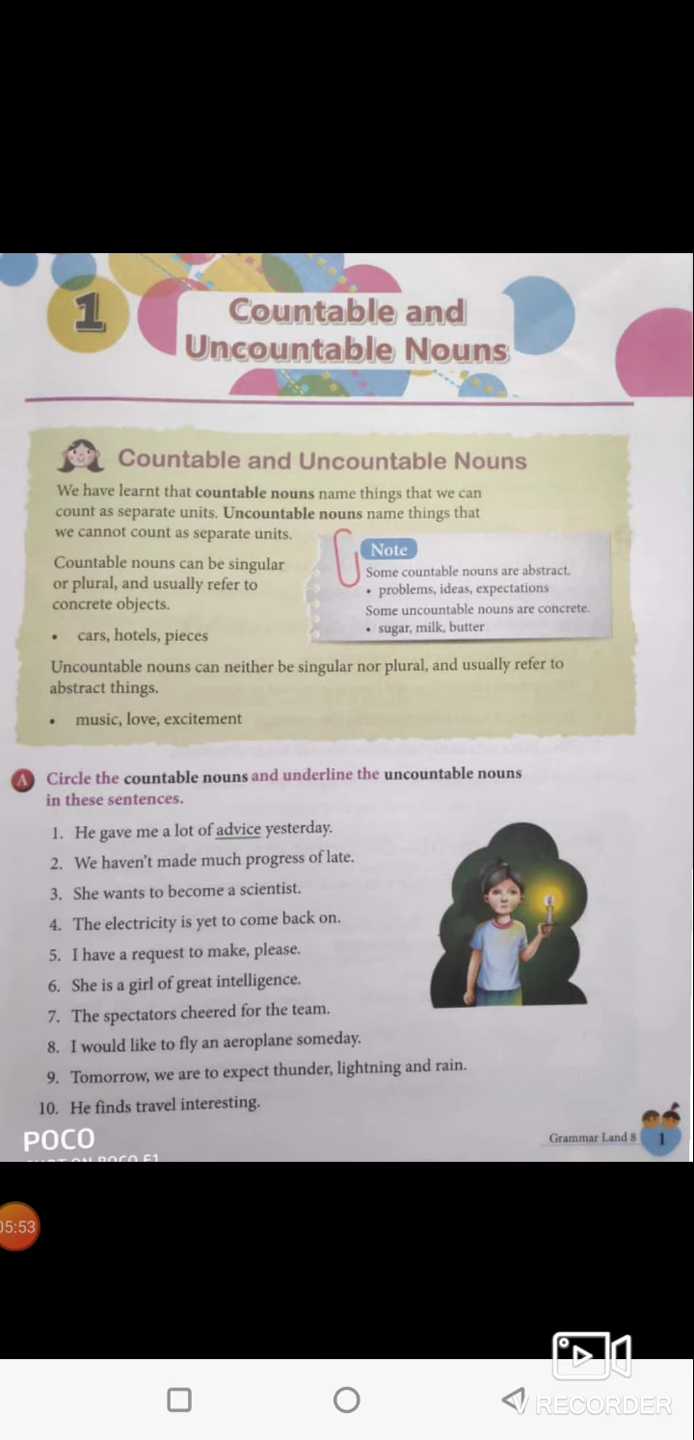 1
Countable and
Uncountable Nouns
Countable and Uncountable Nouns
We have learnt that countable nouns name things that we can
count as separate units. Uncountable nouns name things that
we cannot count as separate units.
Countable nouns can be singular
or plural, and usually refer to
concrete objects.
• cars, hotels, pieces
Note
Some countable nouns are abstract.
• problems, ideas, expectations
Some uncountable nouns are concrete.
• sugar, milk, butter
Uncountable nouns can neither be singular nor plural, and usually refer to
abstract things.
• music, love, excitement
A Circle the countable nouns and underline the uncountable nouns
in these sentences.
1. He gave me a lot of advice yesterday.
2. We haven't made much progress of late.
3. She wants to become a scientist.
4. The electricity is yet to come back on.
5. I have a request to make, please.
6. She is a girl of great intelligence.
7. The spectators cheered for the team.
8. I would like to fly an aeroplane someday.
9. Tomorrow, we are to expect thunder, lightning and rain.
10. He finds travel interesting.
Grammar Land 8 1
POCO
SHOT ON POCO F1
05:53
V RECORDER